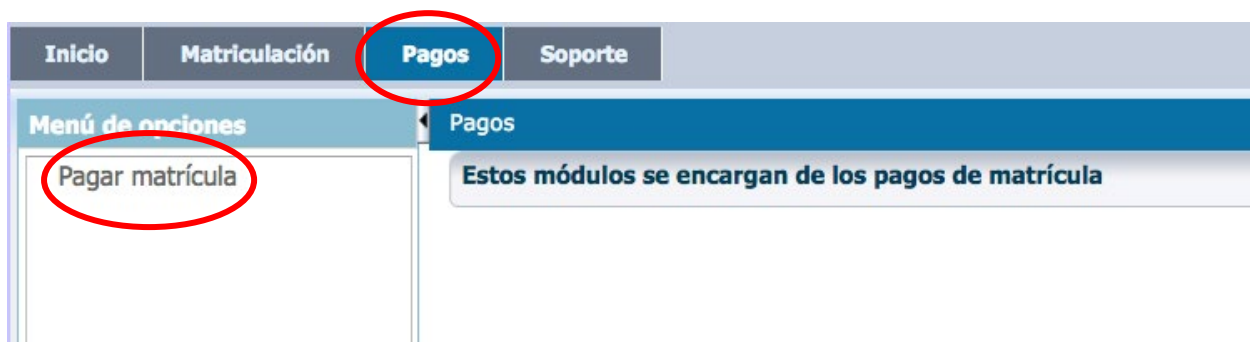 Inicio Matriculación Pagos Soporte
Menú de opciones
Pagos
Pagar matrícula
Estos módulos se encargan de los pagos de matrícula